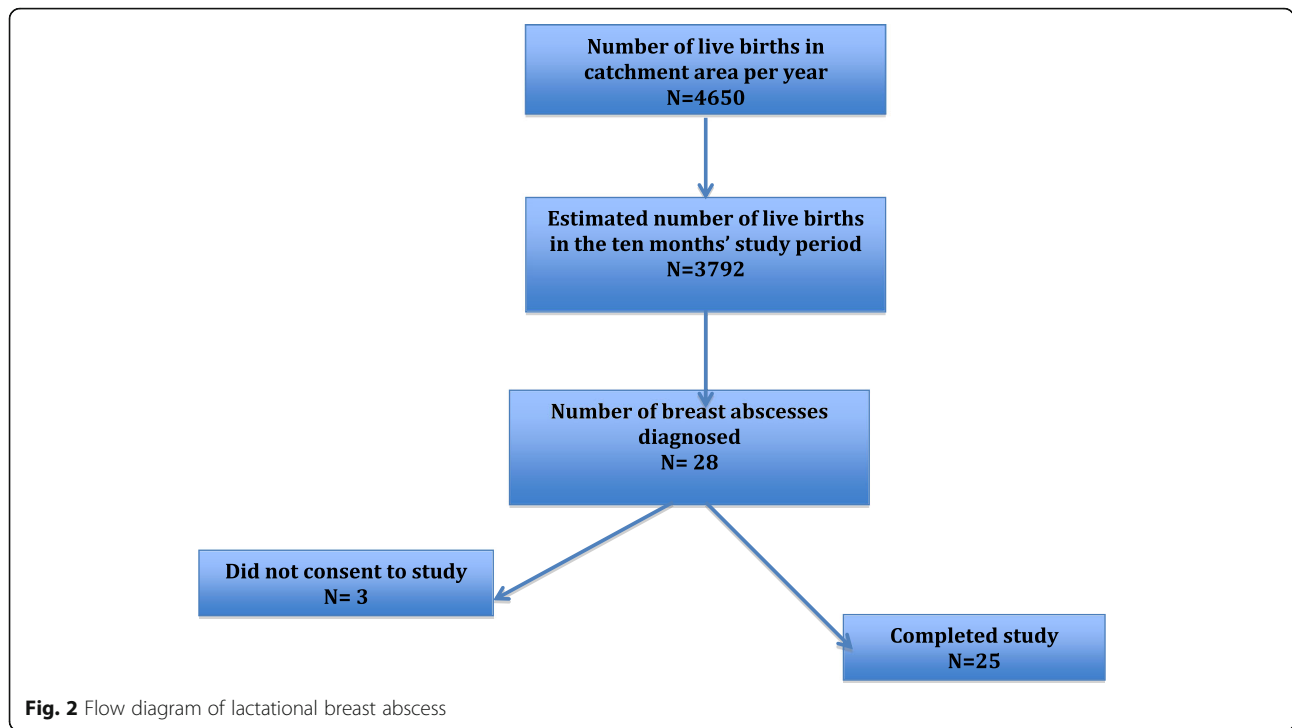 Number of live births in
catchment area per year
N=4650
Estimated number of live births
in the ten months’ study period
N=3792
Number of breast abscesses
diagnosed
N= 28
Did not consent to study
N= 3
Completed study
N=25
Fig. 2 Flow diagram of lactational breast abscess